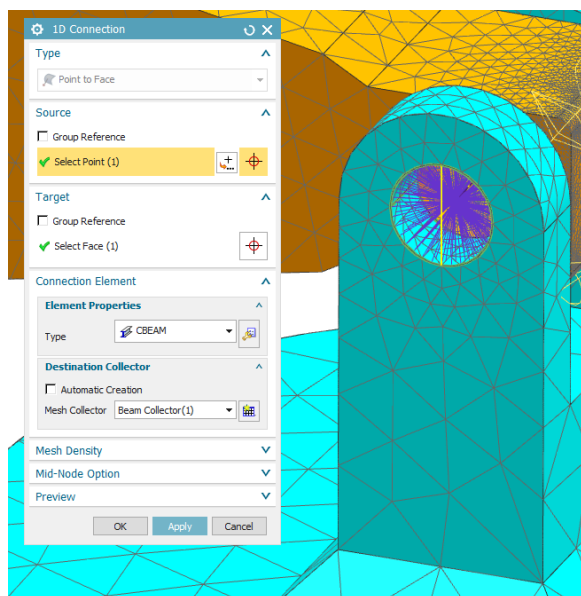 1D Connection
Type
Point to Face
Source
Group Reference
Select Point (1)
Target
Group Reference
Select Face (1)
Connection Element
Element Properties
Type CBEAM
Destination Collector
Automatic Creation
Mesh Collector Beam Collector(1)
Mesh Density
Mid-Node Option
Preview
OK Apply Cancel